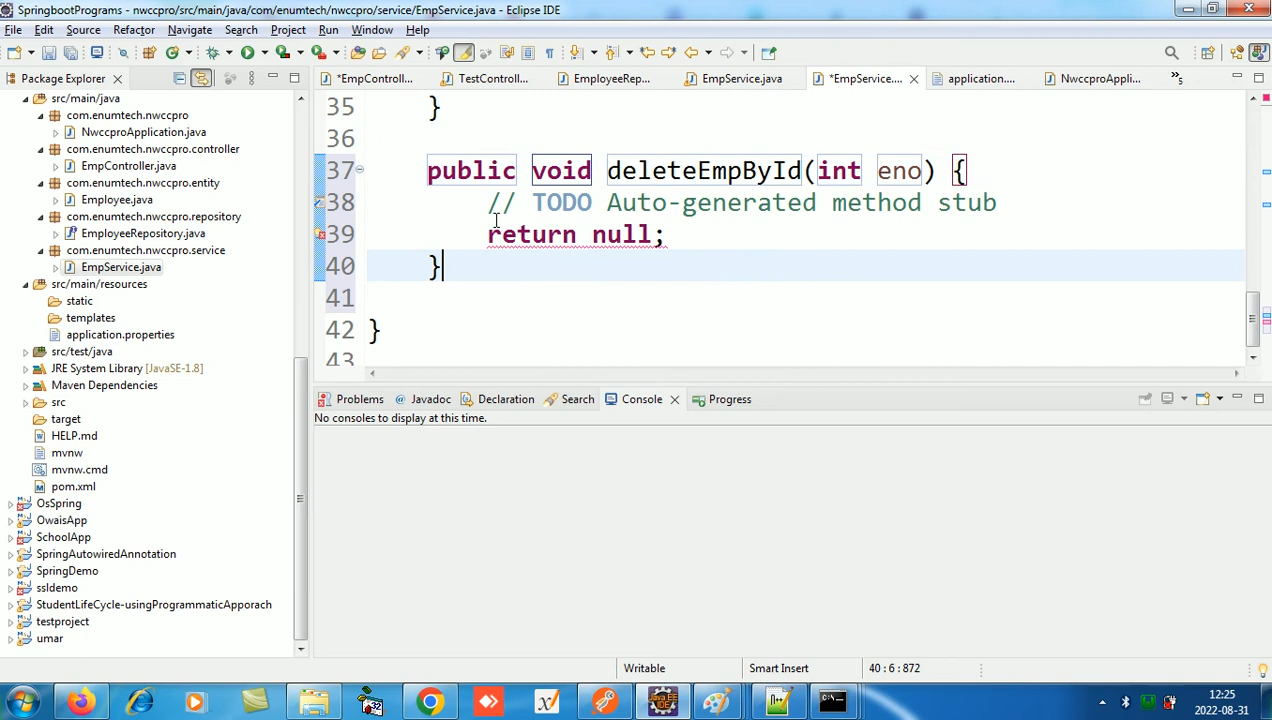 SpringbootPrograms - nwccpro/src/main/java/com/enumtech/nwccpro/service/EmpService.java - Eclipse IDE
File Edit Source Refactor Navigate Search Project Run Window Help
Package Explorer
*EmpControll... TestControll... EmployeeRep... EmpService.java *EmpService.... application.... NwccproAppli... »5
src/main/java
com.enumtech.nwccpro
NwccproApplication.java
com.enumtech.nwccpro.controller
EmpController.java
com.enumtech.nwccpro.entity
Employee.java
com.enumtech.nwccpro.repository
EmployeeRepository.java
com.enumtech.nwccpro.service
EmpService.java
src/main/resources
static
templates
application.properties
src/test/java
JRE System Library [JavaSE-1.8]
Maven Dependencies
src
target
HELP.md
mvnw
mvnw.cmd
pom.xml
OsSpring
OwaisApp
SchoolApp
SpringAutowiredAnnotation
SpringDemo
ssldemo
StudentLifeCycle-usingProgrammaticApporach
testproject
umar
35 }
36
37 public void deleteEmpById(int eno) {
38 // TODO Auto-generated method stub
39 return null;
40 }
41
42 }
43
Problems Javadoc Declaration Search Console Progress
No consoles to display at this time.
Writable Smart Insert 40 : 6 : 872
12:25
2022-08-31